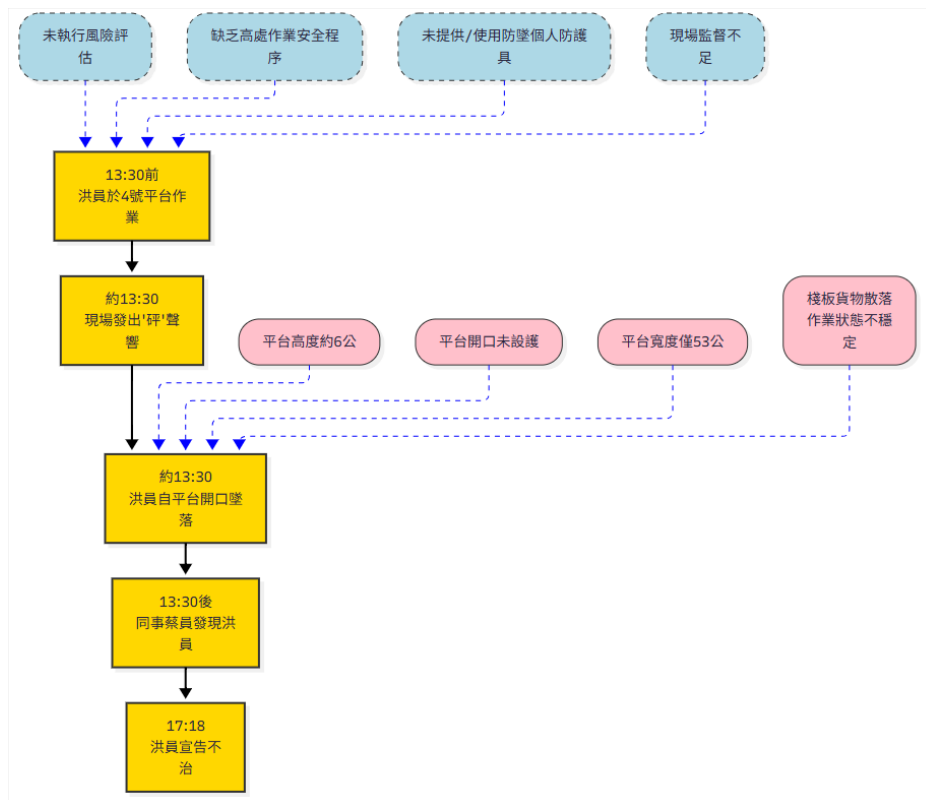 未執行風險評
估
缺乏高處作業安全程
序
未提供/使用防墜個人防護
具
現場監督不
足
13:30前
洪員於4號平台作
業
約13:30
現場發出'砰'聲
響
平台高度約6公
平台開口未設護
平台寬度僅53公
棧板貨物散落
作業狀態不穩
定
約13:30
洪員自平台開口墜
落
13:30後
同事蔡員發現洪
員
17:18
洪員宣告不
治